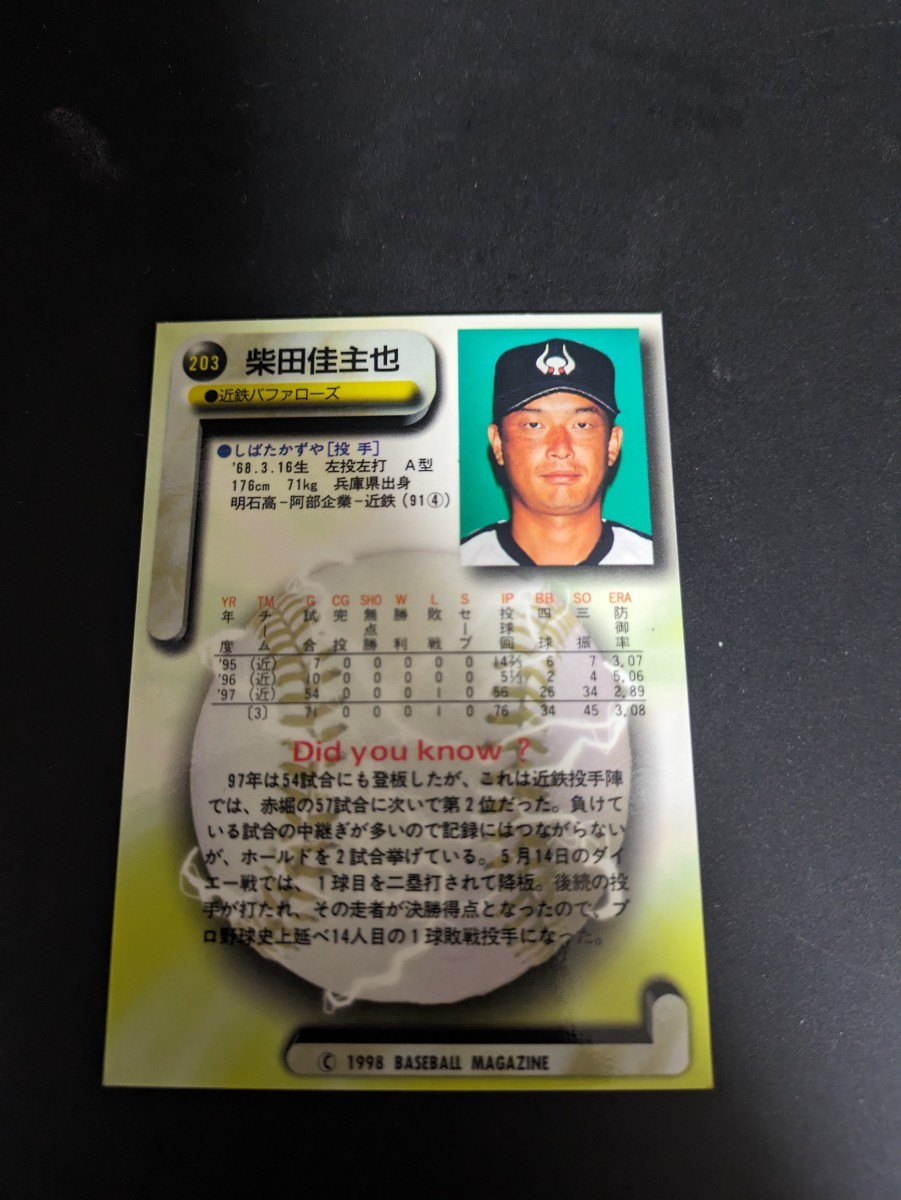 203 柴田佳主也
●近鉄バファローズ
●しばたかずや[投手]
'68.3.16生 左投左打 A型
176cm 71kg 兵庫県出身
明石高－阿部企業－近鉄(91④)
YR TM G CG SHO W L S IP BB SO ERA
年度 チーム 試合 完投 無点勝 勝利 敗戦 セーブ 投球回 四球 三振 防御率
'95 (近) 7 0 0 0 0 0 14⅔ 6 7 3.07
'96 (近) 10 0 0 0 0 0 5⅓ 2 4 5.06
'97 (近) 54 0 0 0 1 0 56 26 34 2.89
(3) 71 0 0 0 1 0 76 34 45 3.08
Did you know ?
97年は54試合にも登板したが、これは近鉄投手陣
では、赤堀の57試合に次いで第2位だった。負けて
いる試合の中継ぎが多いので記録にはつながらない
が、ホールドを2試合挙げている。5月14日のダイ
エー戦では、1球目を二塁打されて降板。後続の投
手が打たれ、その走者が決勝得点となったので、プ
ロ野球史上延べ14人目の1球敗戦投手になった。
© 1998 BASEBALL MAGAZINE